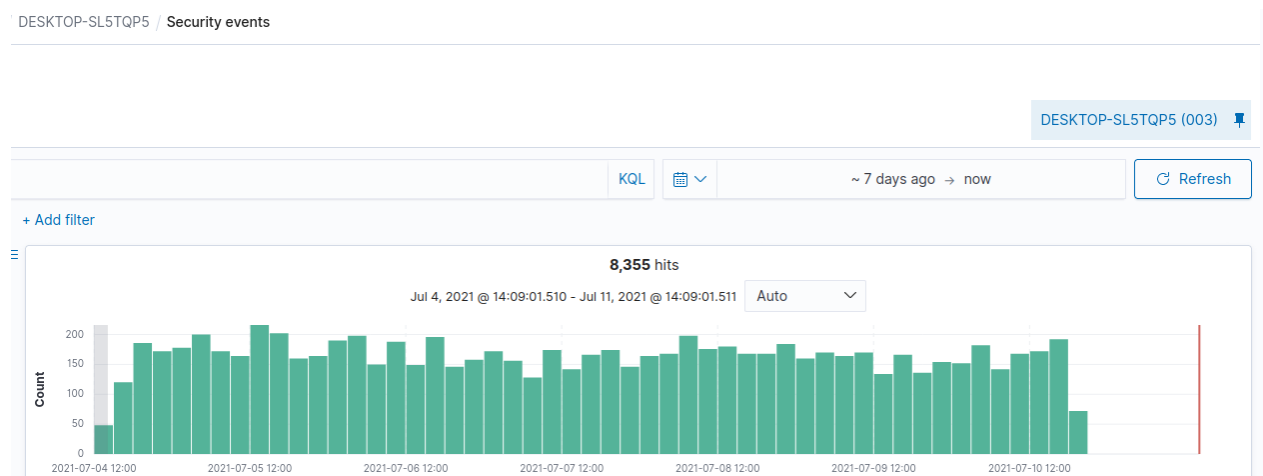 DESKTOP-SL5TQP5 / Security events
DESKTOP-SL5TQP5 (003)
KQL
~ 7 days ago → now
Refresh
+ Add filter
8,355 hits
Jul 4, 2021 @ 14:09:01.510 - Jul 11, 2021 @ 14:09:01.511
Auto
Count
200
150
100
50
0
2021-07-04 12:00 2021-07-05 12:00 2021-07-06 12:00 2021-07-07 12:00 2021-07-08 12:00 2021-07-09 12:00 2021-07-10 12:00